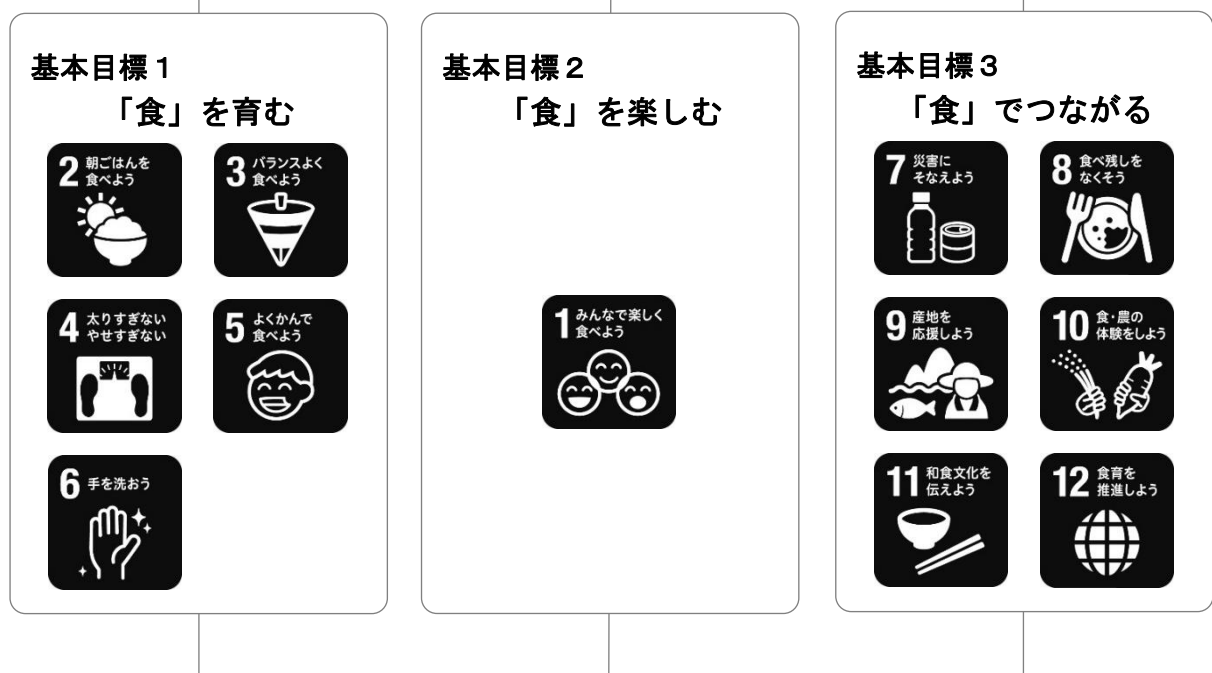 基本目標１
「食」を育む
2 朝ごはんを
食べよう
3 バランスよく
食べよう
4 太りすぎない
やせすぎない
5 よくかんで
食べよう
6 手を洗おう
基本目標２
「食」を楽しむ
1 みんなで楽しく
食べよう
基本目標３
「食」でつながる
7 災害に
そなえよう
8 食べ残しを
なくそう
9 産地を
応援しよう
10 食・農の
体験をしよう
11 和食文化を
伝えよう
12 食育を
推進しよう